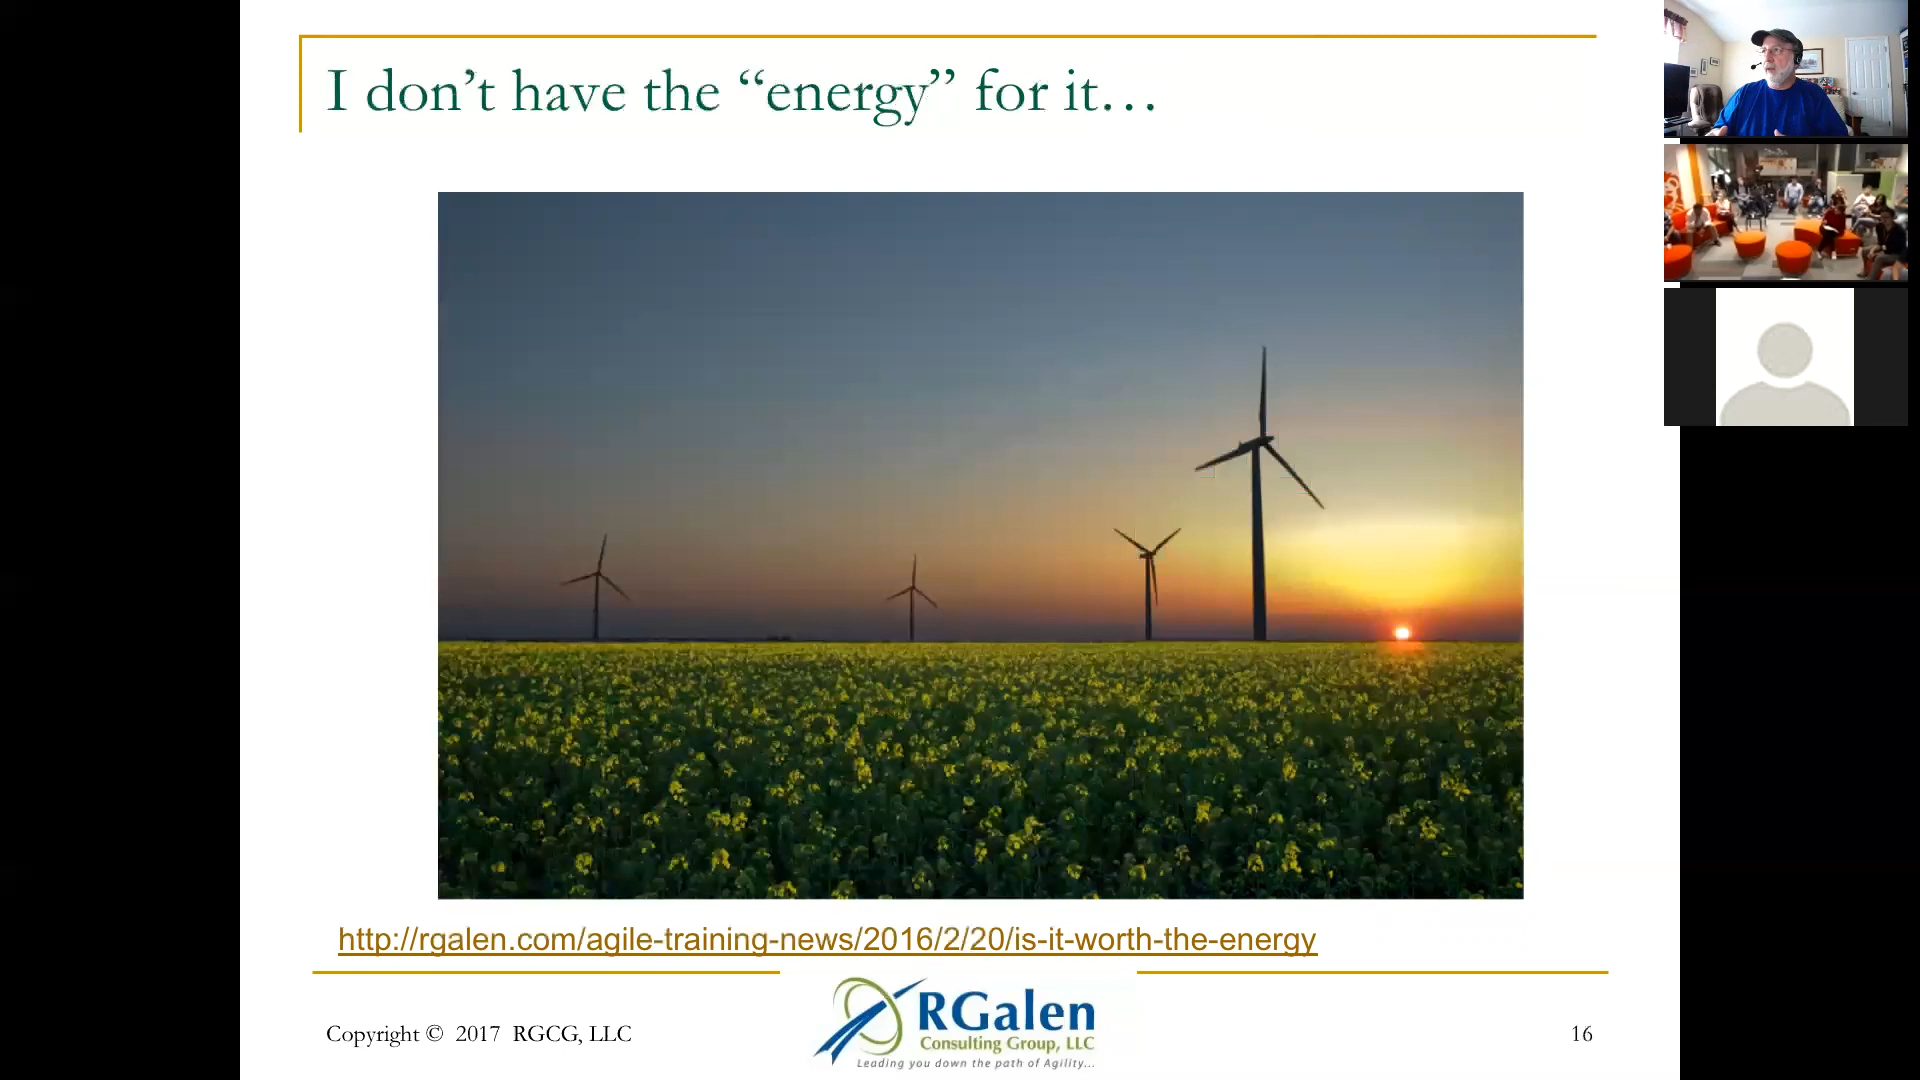 I don’t have the “energy” for it…
http://rgalen.com/agile-training-news/2016/2/20/is-it-worth-the-energy
Copyright © 2017 RGCG, LLC
RGalen
Consulting Group, LLC
Leading you down the path of Agility...
16